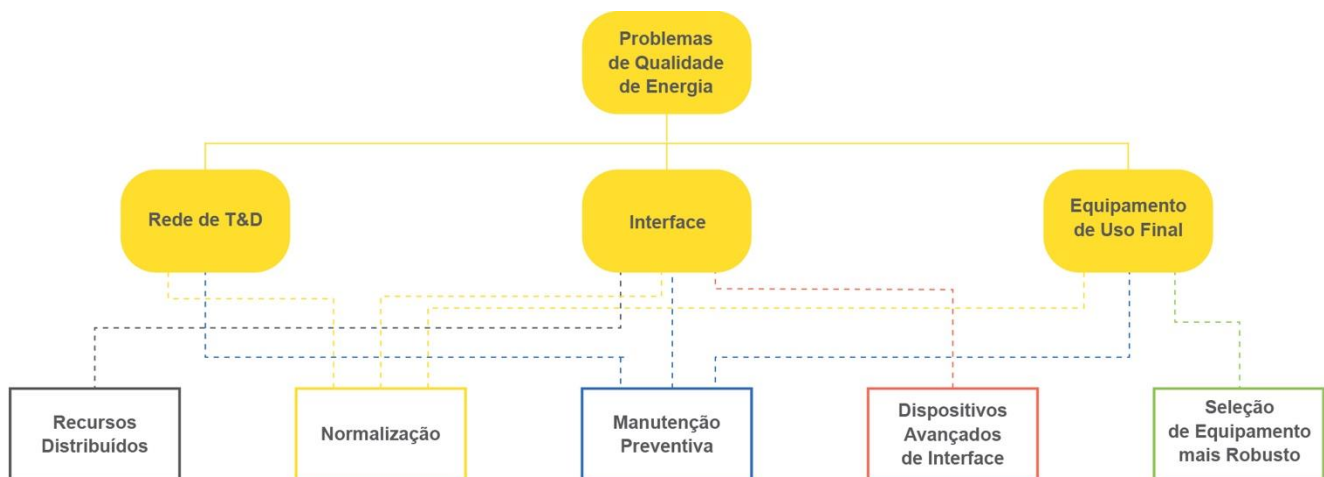 Problemas
de Qualidade
de Energia
Rede de T&D
Interface
Equipamento
de Uso Final
Recursos
Distribuídos
Normalização
Manutenção
Preventiva
Dispositivos
Avançados
de Interface
Seleção
de Equipamento
mais Robusto